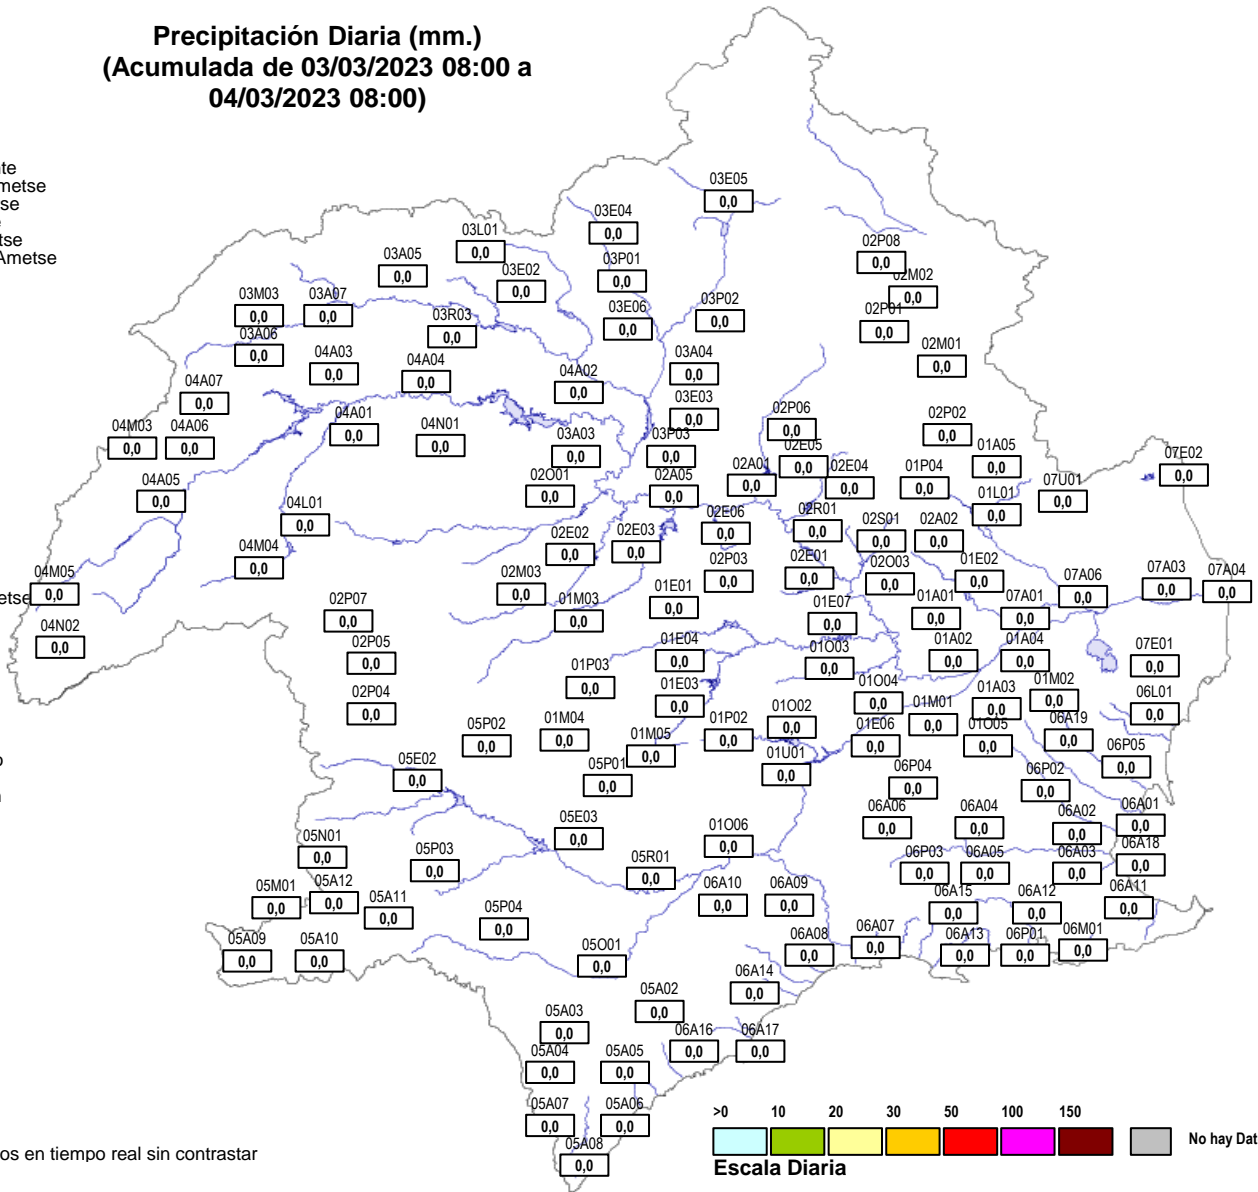 Precipitación Diaria (mm.)
(Acumulada de 03/03/2023 08:00 a
04/03/2023 08:00)
03E05
0,0
03E04
0,0
03L01
0,0
02P08
0,0
03A05
0,0
03E02
0,0
03P01
0,0
02M02
0,0
03M03
0,0
03A07
0,0
03R03
0,0
03E06
0,0
03P02
0,0
02P01
0,0
03A06
0,0
04A03
0,0
04A04
0,0
04A02
0,0
03A04
0,0
02M01
0,0
04A07
0,0
03E03
0,0
04M03
0,0
04A06
0,0
04A01
0,0
04N01
0,0
03A03
0,0
03P03
0,0
02P06
0,0
02P02
0,0
02E05
0,0
01A05
0,0
07E02
0,0
04A05
0,0
02O01
0,0
02A05
0,0
02A01
0,0
02E04
0,0
01P04
0,0
01L01
0,0
07U01
0,0
04L01
0,0
02E02
0,0
02E03
0,0
02E06
0,0
02R01
0,0
02S01
0,0
02A02
0,0
04M04
0,0
04M05
0,0
etse
02M03
0,0
02P03
0,0
02E01
0,0
02O03
0,0
01E02
0,0
07A06
0,0
07A03
0,0
07A04
0,0
04N02
0,0
02P07
0,0
01M03
0,0
01E01
0,0
01E07
0,0
01A01
0,0
07A01
0,0
02P05
0,0
01E04
0,0
01O03
0,0
01A02
0,0
01A04
0,0
07E01
0,0
01P03
0,0
01E03
0,0
01O04
0,0
01M01
0,0
01A03
0,0
01M02
0,0
06L01
0,0
02P04
0,0
05P02
0,0
01M04
0,0
01M05
0,0
01P02
0,0
01O02
0,0
01E06
0,0
01O05
0,0
06A19
0,0
06P05
0,0
05E02
0,0
05P01
0,0
01U01
0,0
06P04
0,0
06P02
0,0
05E03
0,0
01O06
0,0
06A06
0,0
06A04
0,0
06A02
0,0
06A01
0,0
05N01
0,0
05P03
0,0
05R01
0,0
06P03
0,0
06A05
0,0
06A03
0,0
06A18
0,0
05M01
0,0
05A12
0,0
05A11
0,0
05P04
0,0
06A10
0,0
06A09
0,0
06A15
0,0
06A12
0,0
06A11
0,0
05A09
0,0
05A10
0,0
05O01
0,0
06A08
0,0
06A07
0,0
06A13
0,0
06P01
0,0
06M01
0,0
05A03
0,0
05A02
0,0
06A14
0,0
05A04
0,0
05A05
0,0
06A16
0,0
06A17
0,0
05A07
0,0
05A06
0,0
05A08
0,0
>0 10 20 30 50 100 150
No hay Dat
Escala Diaria
os en tiempo real sin contrastar